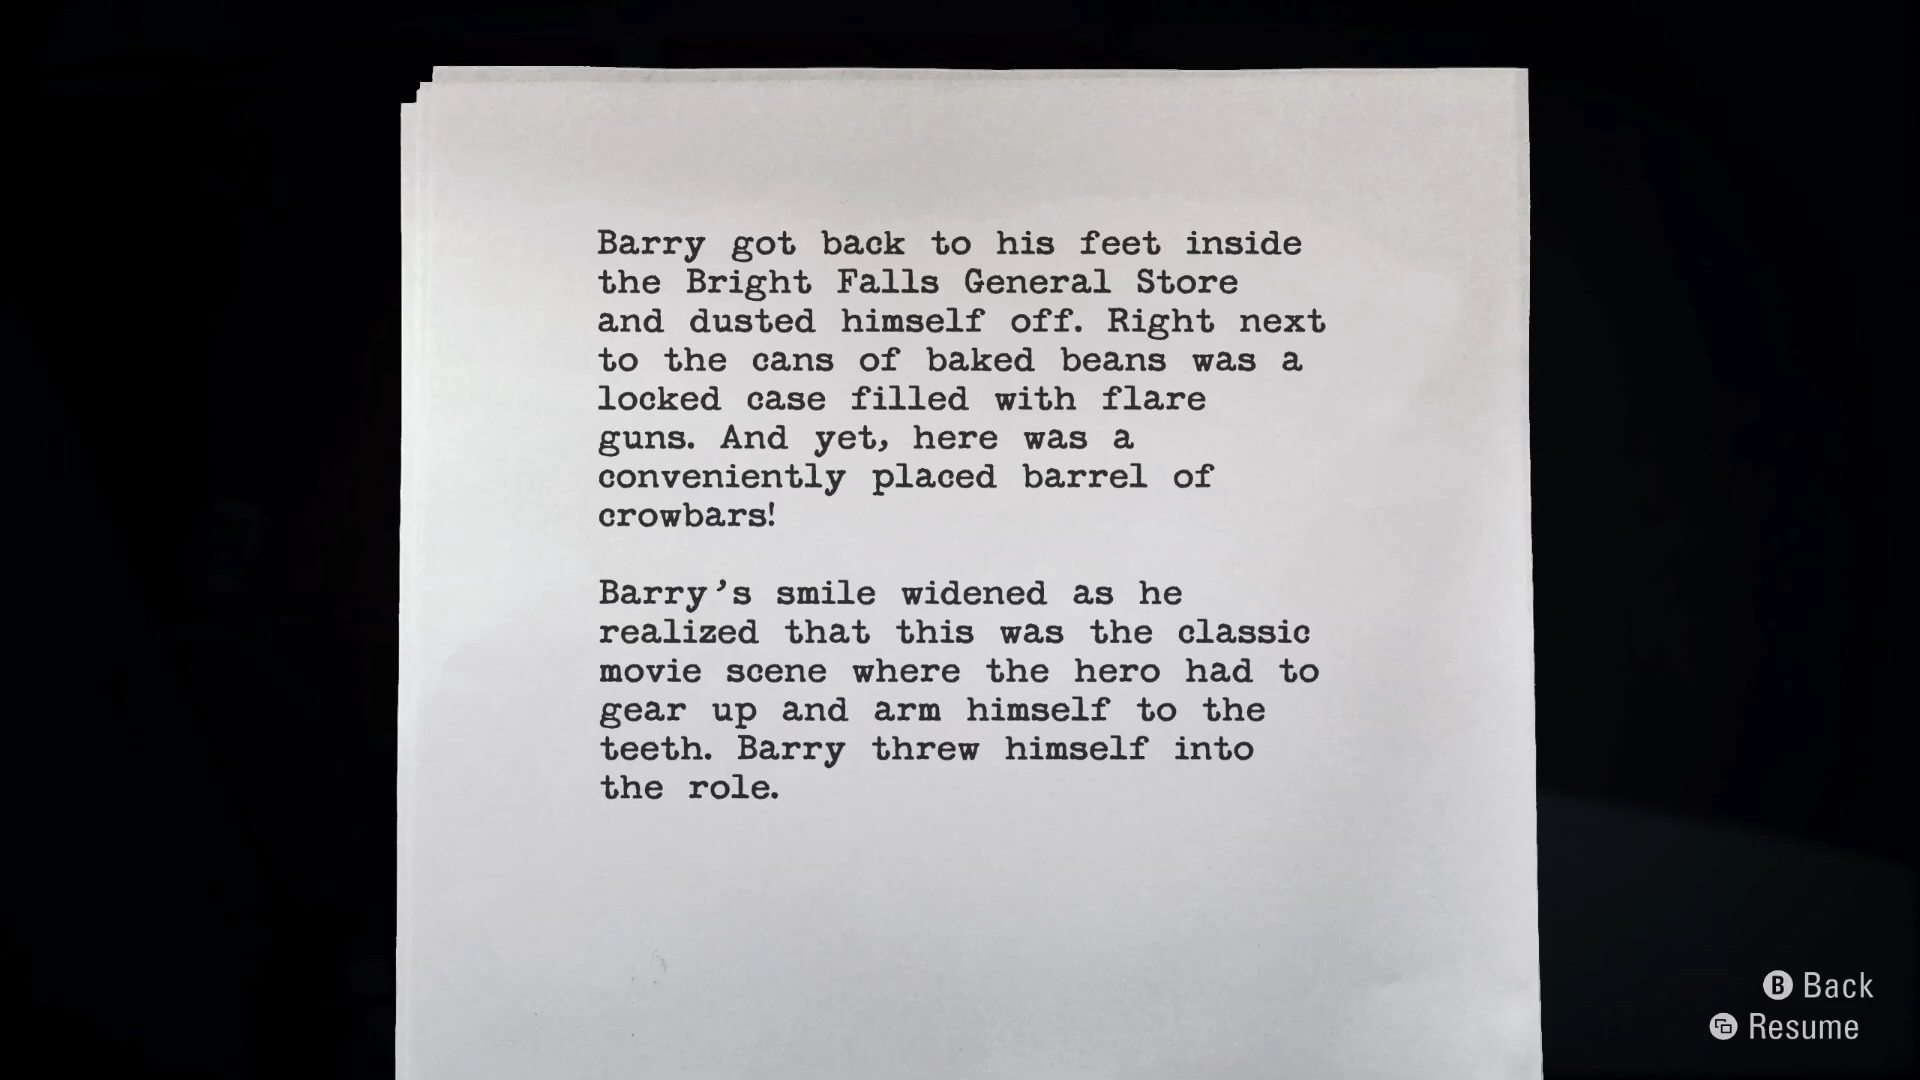 Barry got back to his feet inside
the Bright Falls General Store
and dusted himself off. Right next
to the cans of baked beans was a
locked case filled with flare
guns. And yet, here was a
conveniently placed barrel of
crowbars!
Barry’s smile widened as he
realized that this was the classic
movie scene where the hero had to
gear up and arm himself to the
teeth. Barry threw himself into
the role.
B Back
Resume